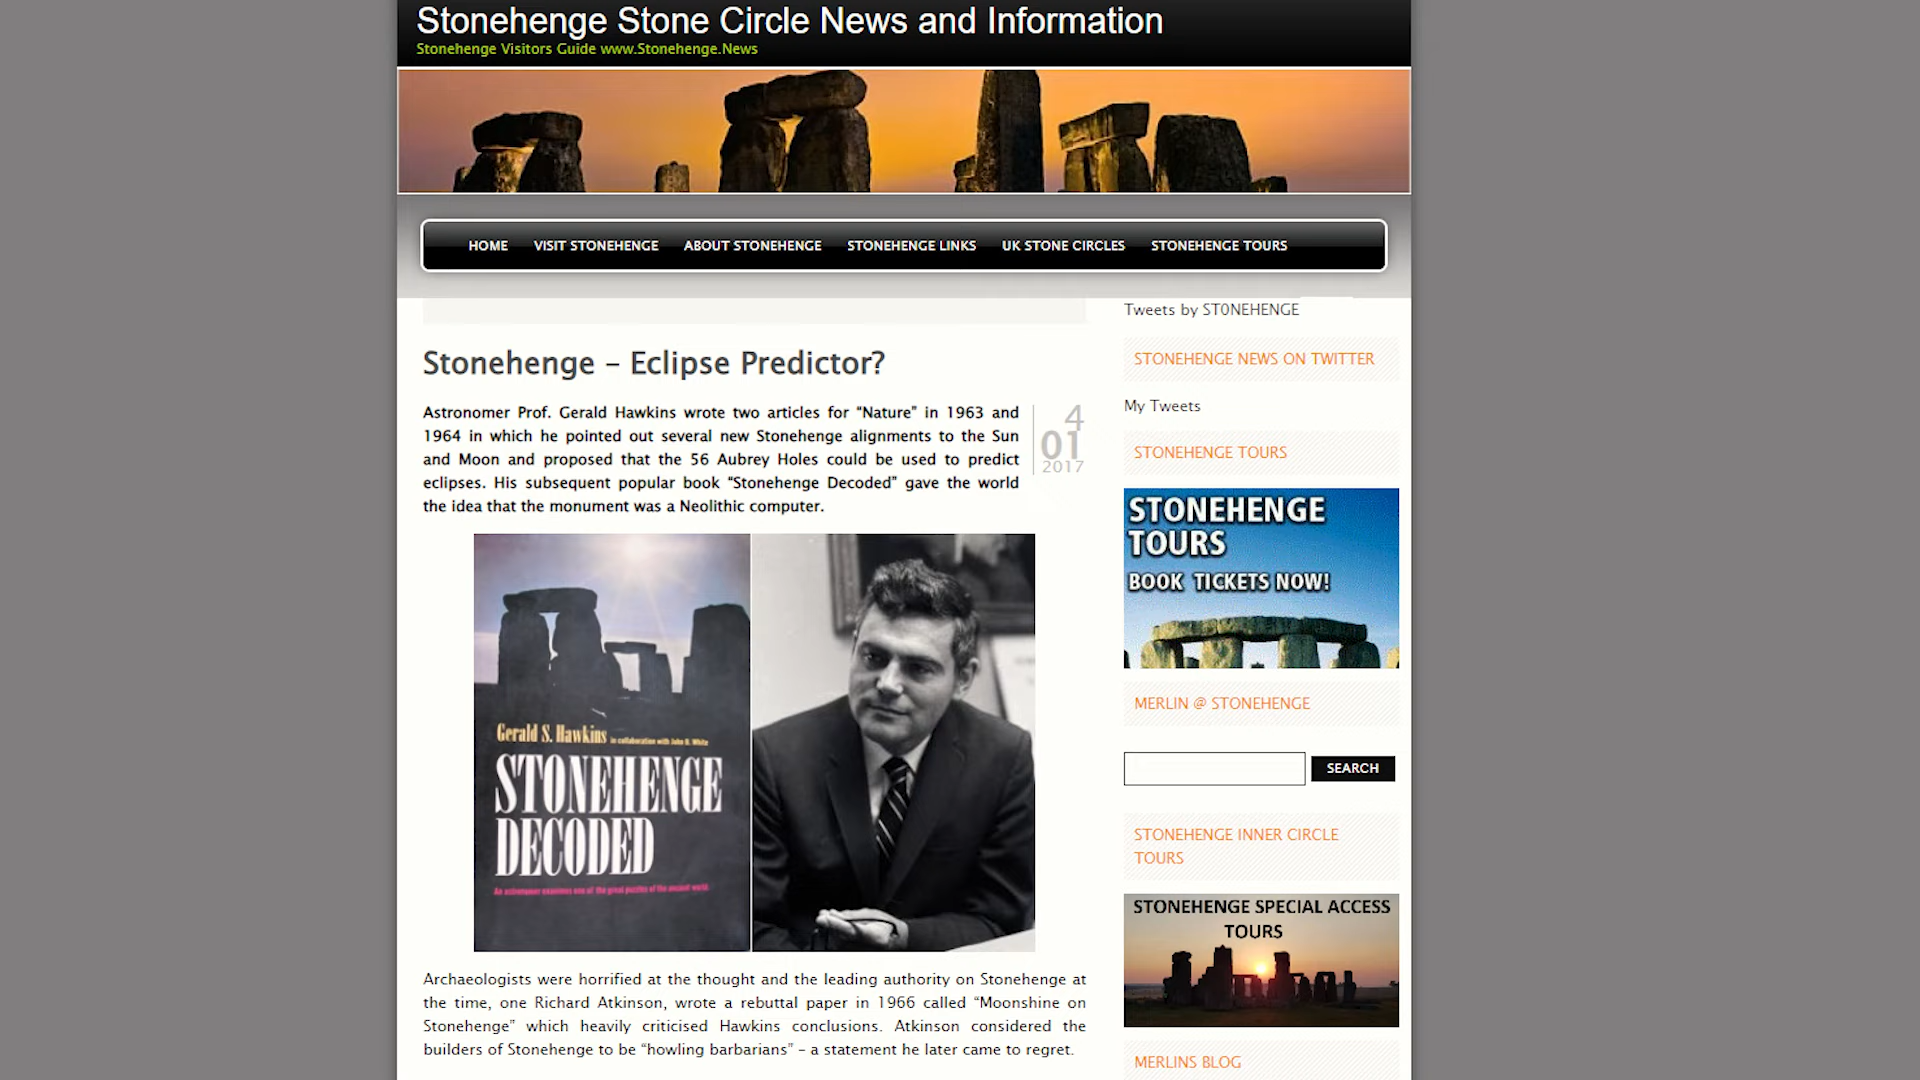 Stonehenge Stone Circle News and Information
Stonehenge Visitors Guide www.Stonehenge.News
HOME VISIT STONEHENGE ABOUT STONEHENGE STONEHENGE LINKS UK STONE CIRCLES STONEHENGE TOURS
Stonehenge – Eclipse Predictor?
Astronomer Prof. Gerald Hawkins wrote two articles for “Nature” in 1963 and
1964 in which he pointed out several new Stonehenge alignments to the Sun
and Moon and proposed that the 56 Aubrey Holes could be used to predict
eclipses. His subsequent popular book “Stonehenge Decoded” gave the world
the idea that the monument was a Neolithic computer.
4
01
2017
Gerald S. Hawkins in collaboration with John B. White
STONEHENGE
DECODED
An astronomer examines one of the great puzzles of the ancient world.
Archaeologists were horrified at the thought and the leading authority on Stonehenge at
the time, one Richard Atkinson, wrote a rebuttal paper in 1966 called “Moonshine on
Stonehenge” which heavily criticised Hawkins conclusions. Atkinson considered the
builders of Stonehenge to be “howling barbarians” – a statement he later came to regret.
Tweets by ST0NEHENGE
STONEHENGE NEWS ON TWITTER
My Tweets
STONEHENGE TOURS
STONEHENGE
TOURS
BOOK TICKETS NOW!
MERLIN @ STONEHENGE
SEARCH
STONEHENGE INNER CIRCLE
TOURS
STONEHENGE SPECIAL ACCESS
TOURS
MERLINS BLOG